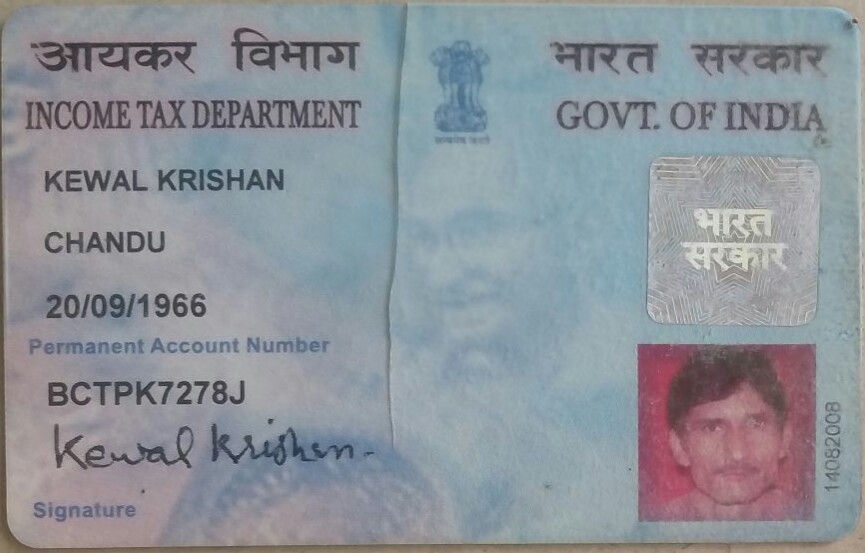 आयकर विभाग
INCOME TAX DEPARTMENT
भारत सरकार
GOVT. OF INDIA
KEWAL KRISHAN
CHANDU
20/09/1966
Permanent Account Number
BCTPK7278J
Kewal Krishan
Signature
भारत
सरकार
14082008